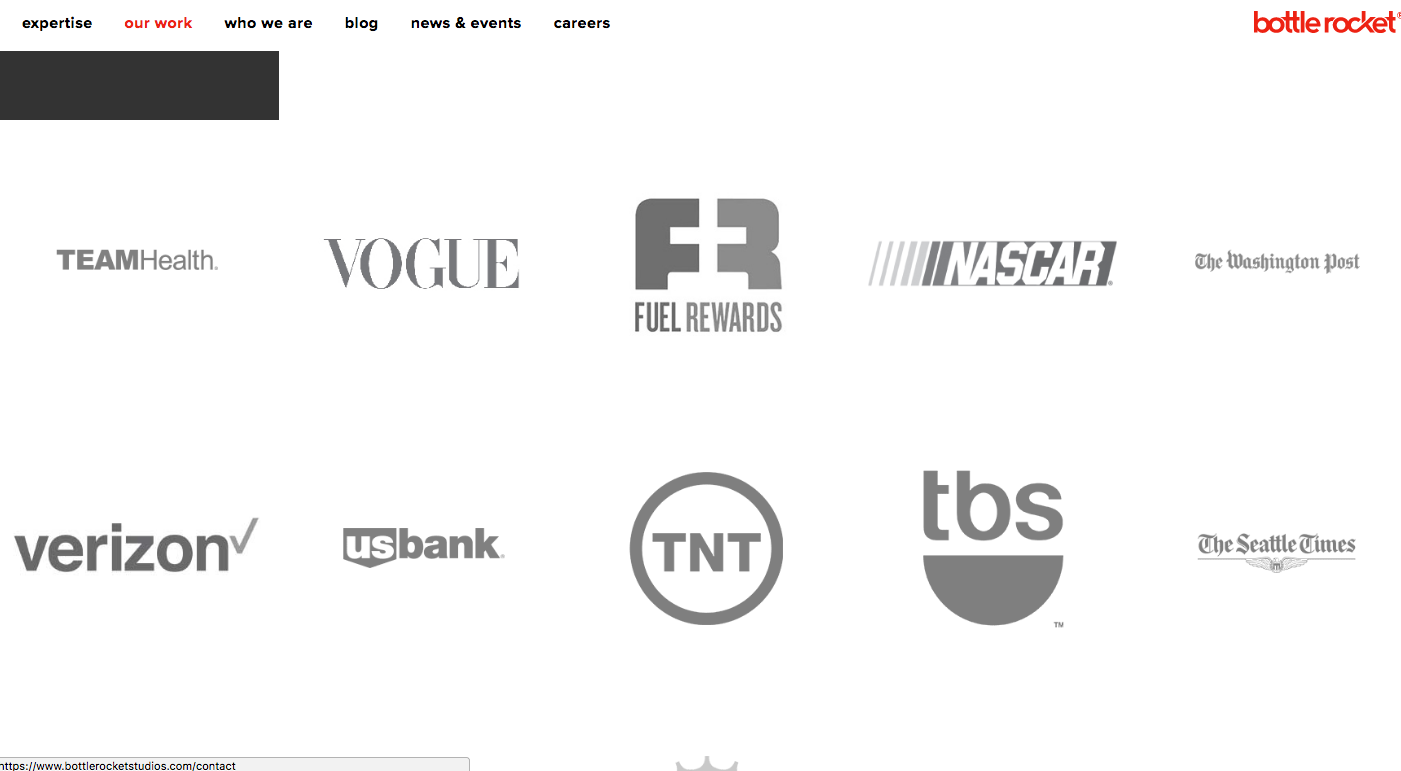 expertise our work who we are blog news & events careers bottle rocket®
TEAMHealth®
VOGUE
FR
FUEL REWARDS
NASCAR®
The Washington Post
verizon✓
usbank®
TNT
tbs
TM
The Seattle Times
https://www.bottlerocketstudios.com/contact